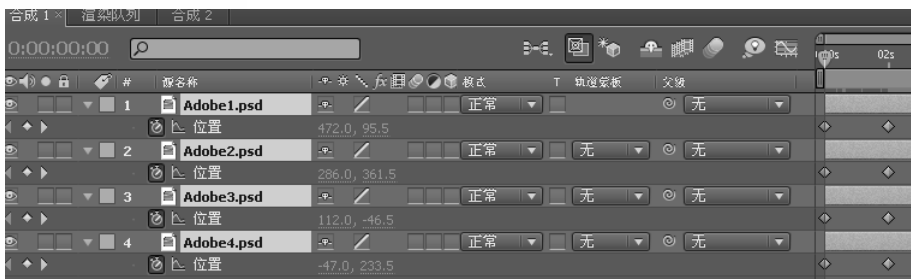 合成 1 × 渲染队列 合成 2
0:00:00:00 00s 02s
# 源名称 fx 模式 T 轨道蒙板 父级
1 Adobe1.psd 正常 无
位置 472.0, 95.5
2 Adobe2.psd 正常 无 无
位置 286.0, 361.5
3 Adobe3.psd 正常 无 无
位置 112.0, -46.5
4 Adobe4.psd 正常 无 无
位置 -47.0, 233.5